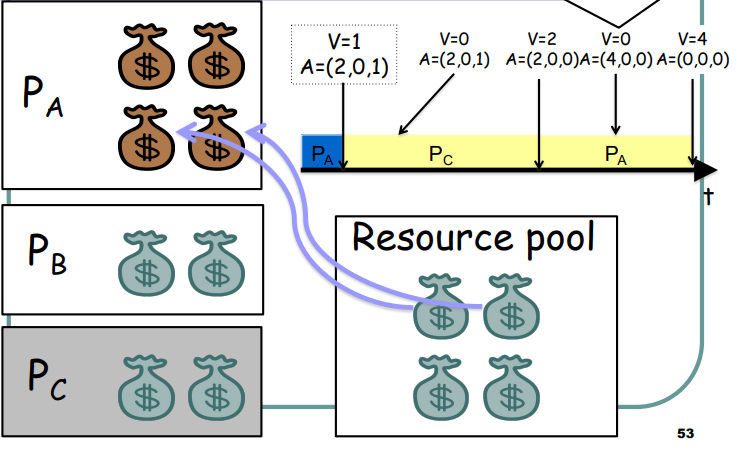 P_A
V=1
A=(2,0,1)
V=0
A=(2,0,1)
V=2
A=(2,0,0)
V=0
A=(4,0,0)
V=4
A=(0,0,0)
P_A
P_C
P_A
t
P_B
Resource pool
P_C
$ $
$ $
$ $
$ $
$ $
$ $
53